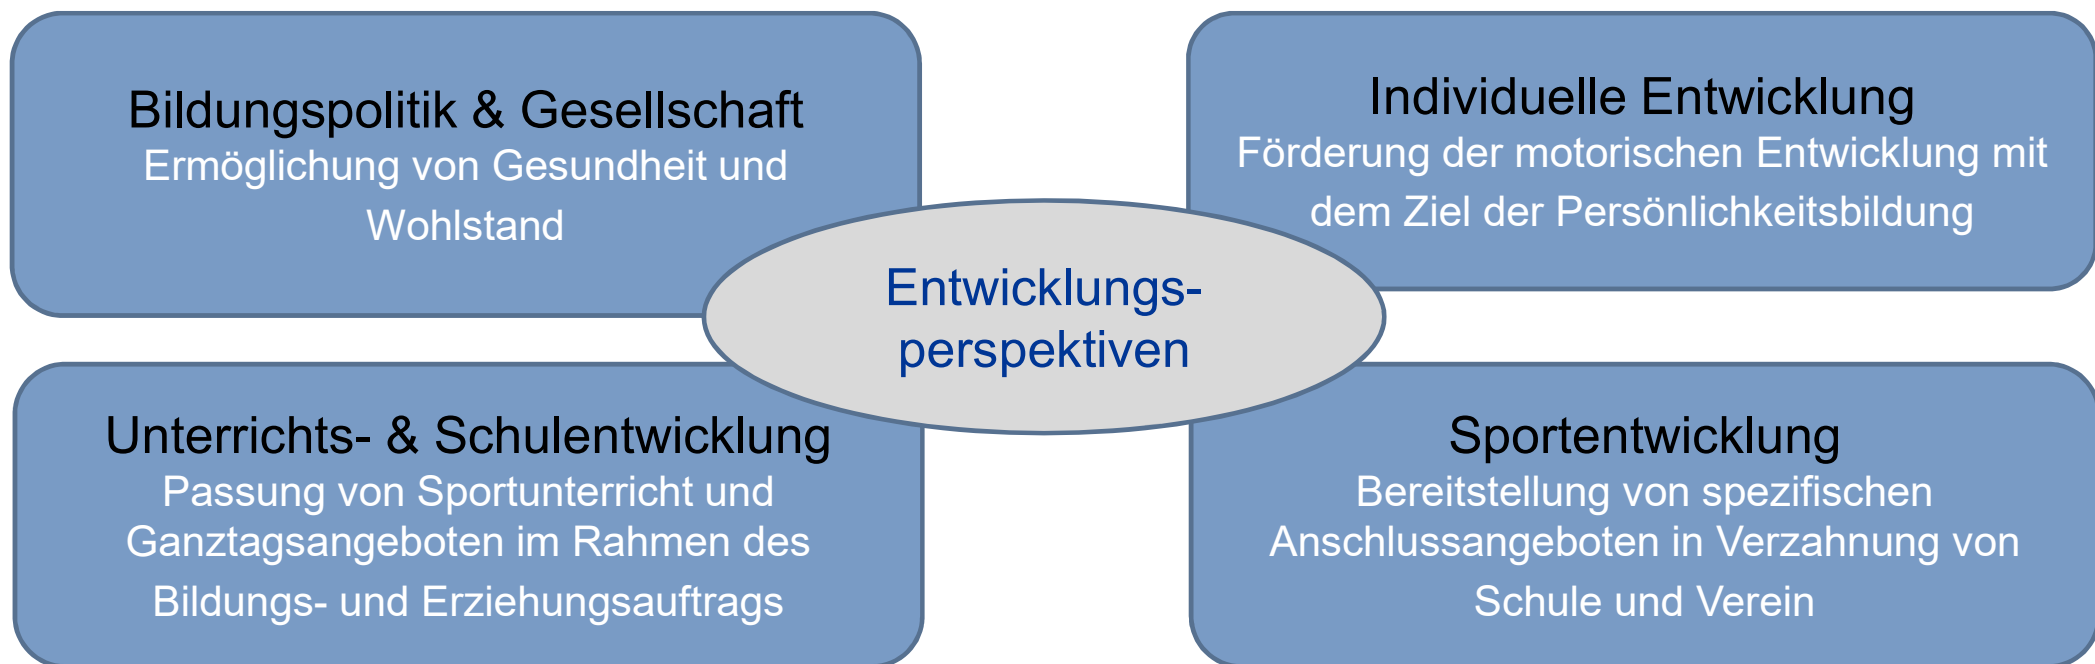 Bildungspolitik & Gesellschaft
Ermöglichung von Gesundheit und
Wohlstand
Individuelle Entwicklung
Förderung der motorischen Entwicklung mit
dem Ziel der Persönlichkeitsbildung
Entwicklungs-
perspektiven
Unterrichts- & Schulentwicklung
Passung von Sportunterricht und
Ganztagsangeboten im Rahmen des
Bildungs- und Erziehungsauftrags
Sportentwicklung
Bereitstellung von spezifischen
Anschlussangeboten in Verzahnung von
Schule und Verein